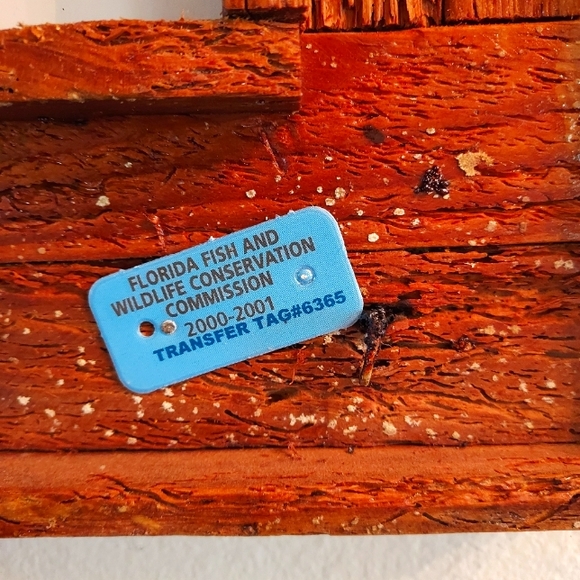 FLORIDA FISH AND
WILDLIFE CONSERVATION
COMMISSION
2000-2001
TRANSFER TAG#6365